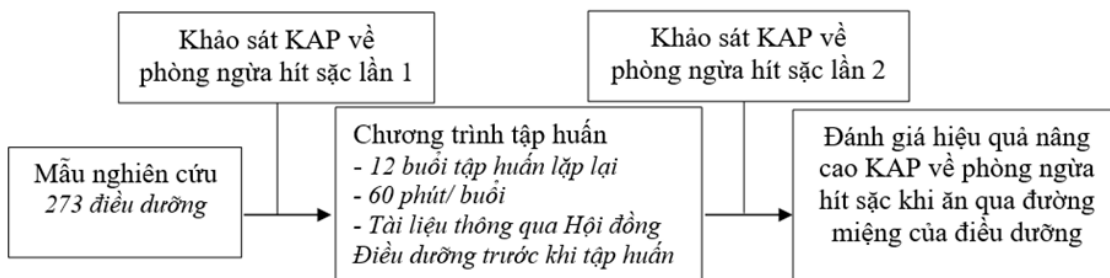 Khảo sát KAP về
phòng ngừa hít sặc lần 1
Khảo sát KAP về
phòng ngừa hít sặc lần 2
Mẫu nghiên cứu
273 điều dưỡng
Chương trình tập huấn
- 12 buổi tập huấn lặp lại
- 60 phút/ buổi
- Tài liệu thông qua Hội đồng
Điều dưỡng trước khi tập huấn
Đánh giá hiệu quả nâng
cao KAP về phòng ngừa
hít sặc khi ăn qua đường
miệng của điều dưỡng